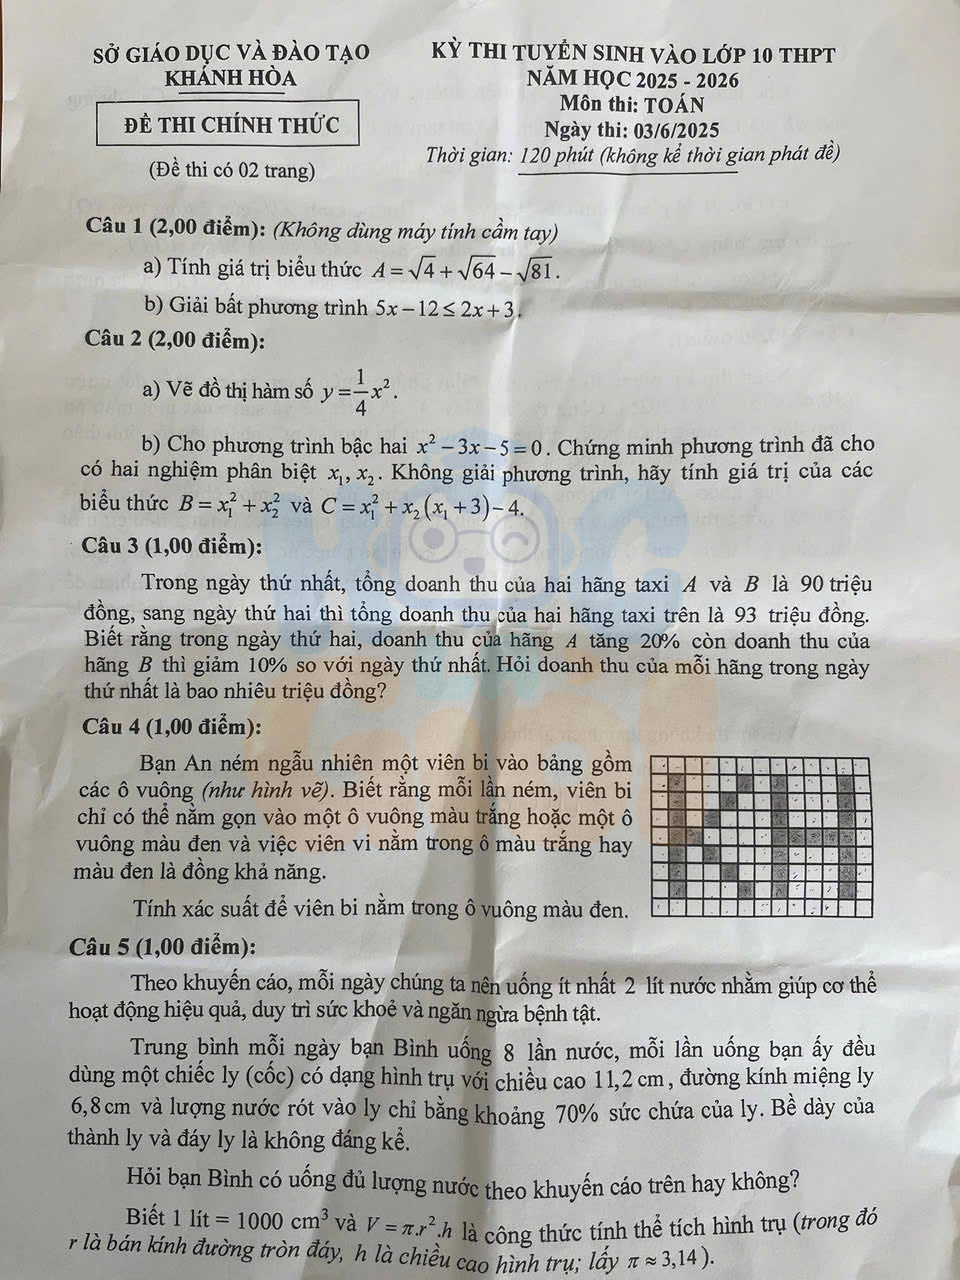 SỞ GIÁO DỤC VÀ ĐÀO TẠO
KHÁNH HÒA
ĐỀ THI CHÍNH THỨC
(Đề thi có 02 trang)
KỲ THI TUYỂN SINH VÀO LỚP 10 THPT
NĂM HỌC 2025 - 2026
Môn thi: TOÁN
Ngày thi: 03/6/2025
Thời gian: 120 phút (không kể thời gian phát đề)
Câu 1 (2,00 điểm): (Không dùng máy tính cầm tay)
a) Tính giá trị biểu thức A = √4 + √64 − √81.
b) Giải bất phương trình 5x − 12 ≤ 2x + 3.
Câu 2 (2,00 điểm):
a) Vẽ đồ thị hàm số y = 1/4 x².
b) Cho phương trình bậc hai x² − 3x − 5 = 0. Chứng minh phương trình đã cho
có hai nghiệm phân biệt x₁, x₂. Không giải phương trình, hãy tính giá trị của các
biểu thức B = x₁² + x₂² và C = x₁² + x₂(x₁ + 3) − 4.
Câu 3 (1,00 điểm):
Trong ngày thứ nhất, tổng doanh thu của hai hãng taxi A và B là 90 triệu
đồng, sang ngày thứ hai thì tổng doanh thu của hai hãng taxi trên là 93 triệu đồng.
Biết rằng trong ngày thứ hai, doanh thu của hãng A tăng 20% còn doanh thu của
hãng B thì giảm 10% so với ngày thứ nhất. Hỏi doanh thu của mỗi hãng trong ngày
thứ nhất là bao nhiêu triệu đồng?
Câu 4 (1,00 điểm):
Bạn An ném ngẫu nhiên một viên bi vào bảng gồm
các ô vuông (như hình vẽ). Biết rằng mỗi lần ném, viên bi
chỉ có thể nằm gọn vào một ô vuông màu trắng hoặc một ô
vuông màu đen và việc viên vi nằm trong ô màu trắng hay
màu đen là đồng khả năng.
Tính xác suất để viên bi nằm trong ô vuông màu đen.
Câu 5 (1,00 điểm):
Theo khuyến cáo, mỗi ngày chúng ta nên uống ít nhất 2 lít nước nhằm giúp cơ thể
hoạt động hiệu quả, duy trì sức khoẻ và ngăn ngừa bệnh tật.
Trung bình mỗi ngày bạn Bình uống 8 lần nước, mỗi lần uống bạn ấy đều
dùng một chiếc ly (cốc) có dạng hình trụ với chiều cao 11,2 cm, đường kính miệng ly
6,8 cm và lượng nước rót vào ly chỉ bằng khoảng 70% sức chứa của ly. Bề dày của
thành ly và đáy ly là không đáng kể.
Hỏi bạn Bình có uống đủ lượng nước theo khuyến cáo trên hay không?
Biết 1 lít = 1000 cm³ và V = π.r².h là công thức tính thể tích hình trụ (trong đó
r là bán kính đường tròn đáy, h là chiều cao hình trụ; lấy π ≈ 3,14).